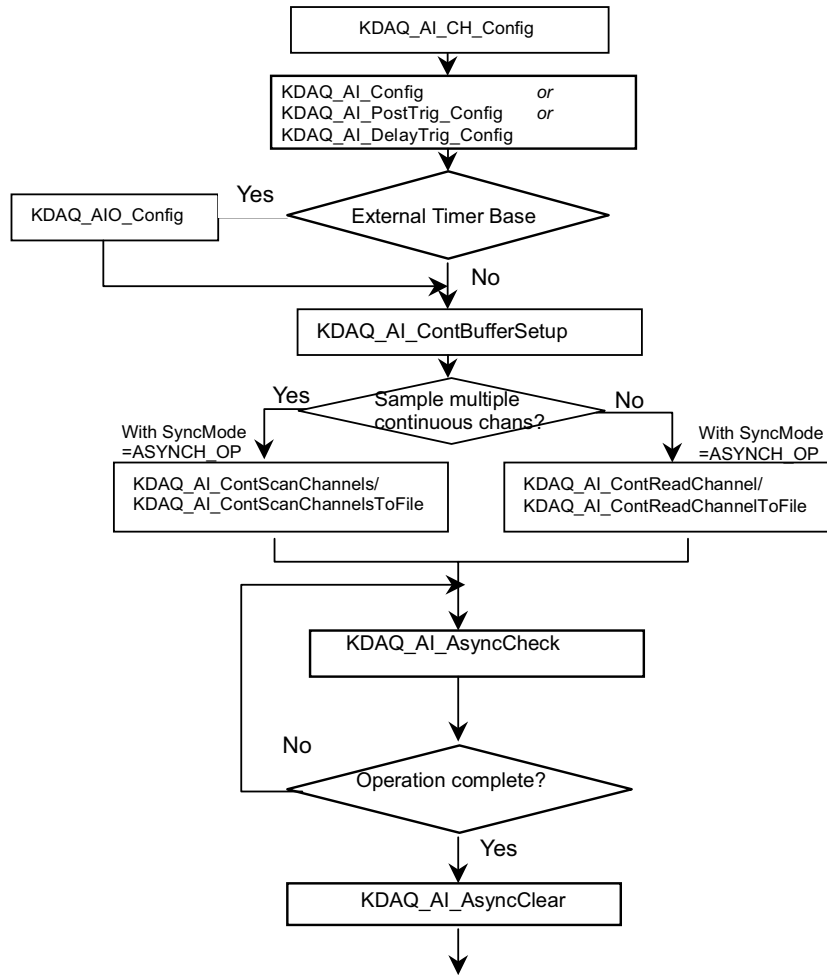 KDAQ_AI_CH_Config
KDAQ_AI_Config or
KDAQ_AI_PostTrig_Config or
KDAQ_AI_DelayTrig_Config
Yes
KDAQ_AIO_Config
External Timer Base
No
KDAQ_AI_ContBufferSetup
Yes
Sample multiple
continuous chans?
No
With SyncMode
=ASYNCH_OP
With SyncMode
=ASYNCH_OP
KDAQ_AI_ContScanChannels/
KDAQ_AI_ContScanChannelsToFile
KDAQ_AI_ContReadChannel/
KDAQ_AI_ContReadChannelToFile
KDAQ_AI_AsyncCheck
No
Operation complete?
Yes
KDAQ_AI_AsyncClear